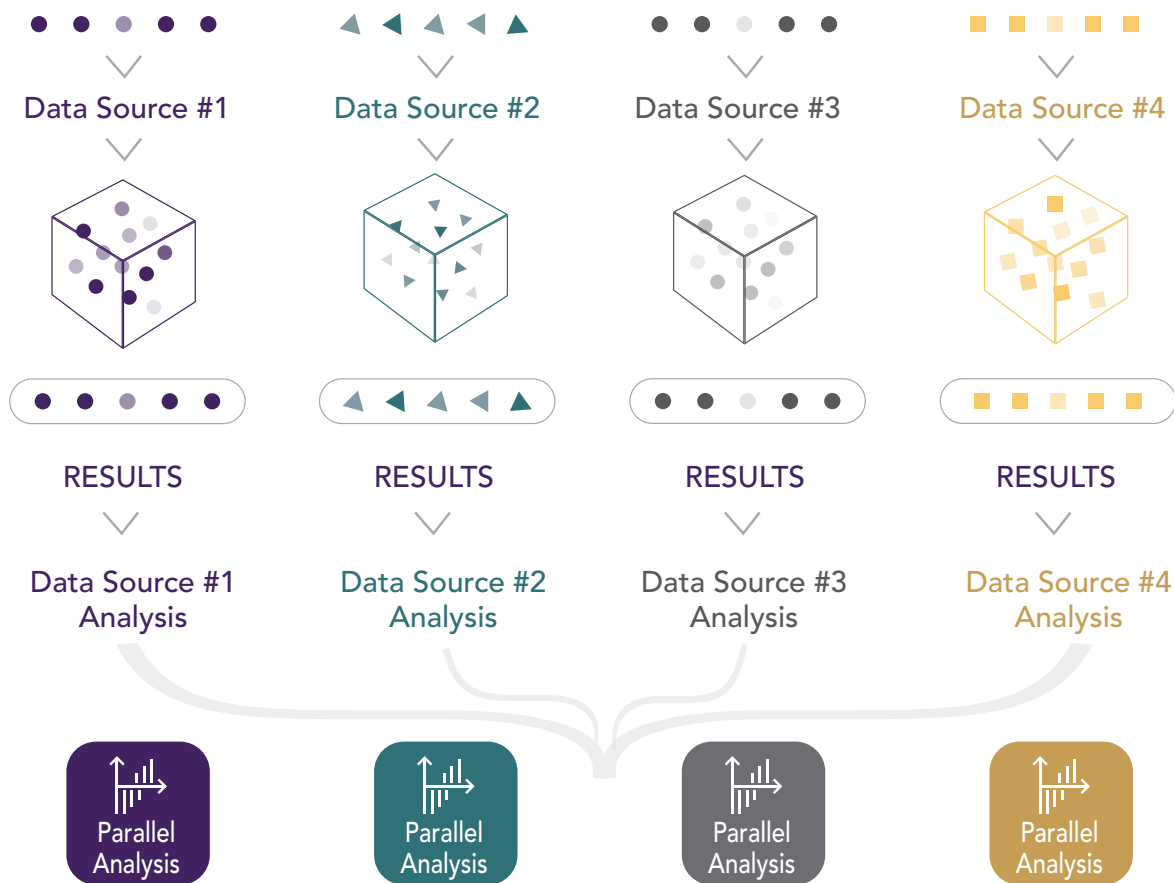 Data Source #1
Data Source #2
Data Source #3
Data Source #4
RESULTS
RESULTS
RESULTS
RESULTS
Data Source #1
Analysis
Data Source #2
Analysis
Data Source #3
Analysis
Data Source #4
Analysis
Parallel
Analysis
Parallel
Analysis
Parallel
Analysis
Parallel
Analysis